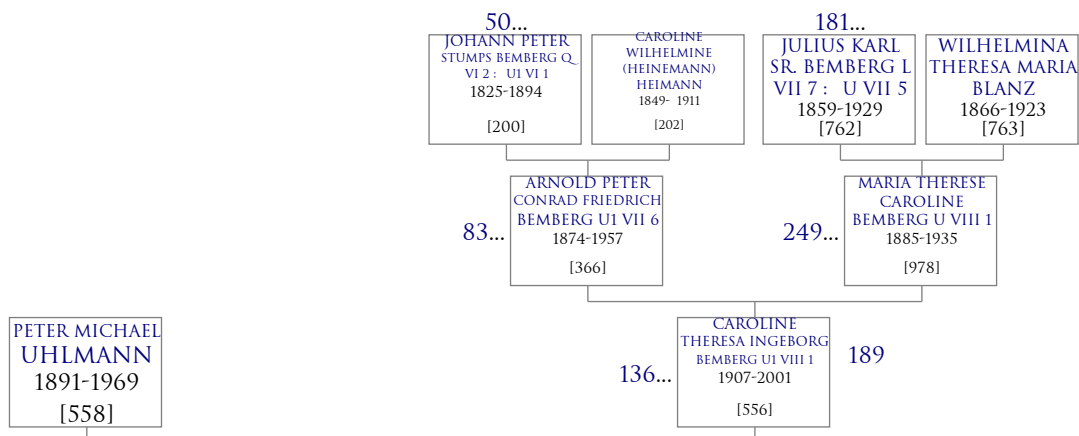 50...
JOHANN PETER
STUMPS BEMBERG Q
VI 2 : U1 VI 1
1825-1894
[200]
CAROLINE
WILHELMINE
(HEINEMANN)
HEIMANN
1849- 1911
[202]
181...
JULIUS KARL
SR. BEMBERG L
VII 7 : U VII 5
1859-1929
[762]
WILHELMINA
THERESA MARIA
BLANZ
1866-1923
[763]
83...
ARNOLD PETER
CONRAD FRIEDRICH
BEMBERG U1 VII 6
1874-1957
[366]
249...
MARIA THERESE
CAROLINE
BEMBERG U VIII 1
1885-1935
[978]
PETER MICHAEL
UHLMANN
1891-1969
[558]
136...
CAROLINE
THERESA INGEBORG
BEMBERG U1 VIII 1
1907-2001
[556]
189